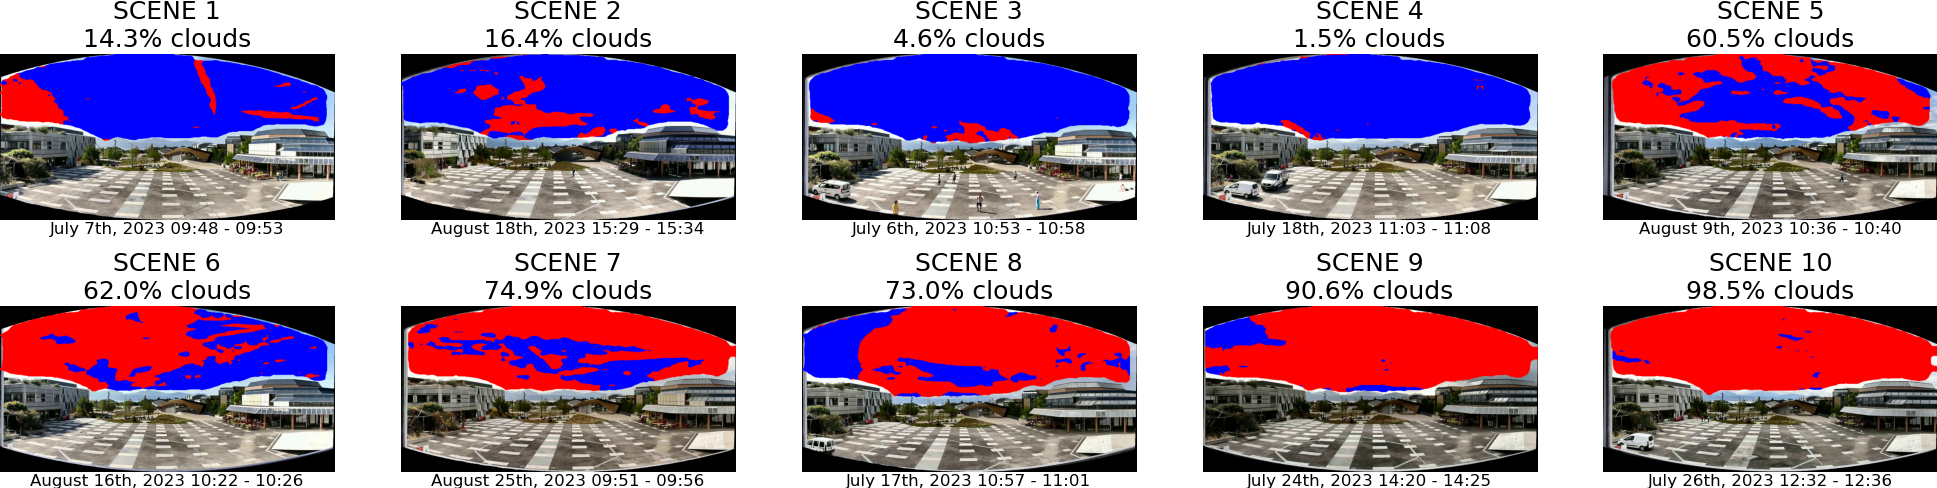 SCENE 1
14.3% clouds
July 7th, 2023 09:48 - 09:53
SCENE 2
16.4% clouds
August 18th, 2023 15:29 - 15:34
SCENE 3
4.6% clouds
July 6th, 2023 10:53 - 10:58
SCENE 4
1.5% clouds
July 18th, 2023 11:03 - 11:08
SCENE 5
60.5% clouds
August 9th, 2023 10:36 - 10:40
SCENE 6
62.0% clouds
August 16th, 2023 10:22 - 10:26
SCENE 7
74.9% clouds
August 25th, 2023 09:51 - 09:56
SCENE 8
73.0% clouds
July 17th, 2023 10:57 - 11:01
SCENE 9
90.6% clouds
July 24th, 2023 14:20 - 14:25
SCENE 10
98.5% clouds
July 26th, 2023 12:32 - 12:36